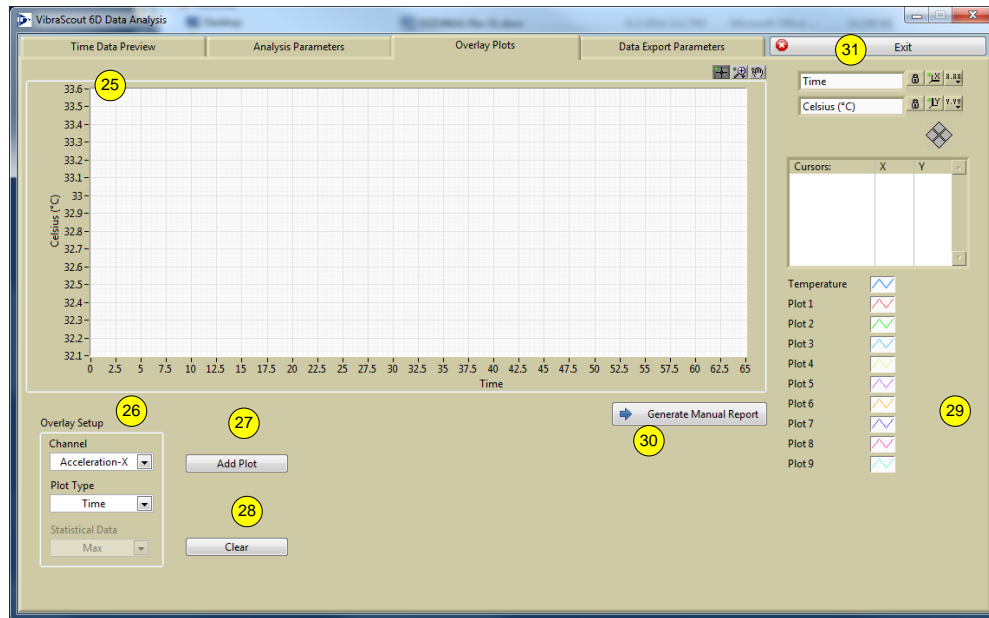 VibraScout 6D Data Analysis
Time Data Preview
Analysis Parameters
Overlay Plots
Data Export Parameters
Exit
31
25
33.6
33.5
33.4
33.3
33.2
33.1
33
32.9
32.8
32.7
32.6
32.5
32.4
32.3
32.2
32.1
Celsius (°C)
0 2.5 5 7.5 10 12.5 15 17.5 20 22.5 25 27.5 30 32.5 35 37.5 40 42.5 45 47.5 50 52.5 55 57.5 60 62.5 65
Time
Time
Celsius (°C)
Cursors: X Y
Temperature
Plot 1
Plot 2
Plot 3
Plot 4
Plot 5
Plot 6
Plot 7
Plot 8
Plot 9
29
Generate Manual Report
30
26
Overlay Setup
Channel
Acceleration-X
Plot Type
Time
Statistical Data
Max
27
Add Plot
28
Clear